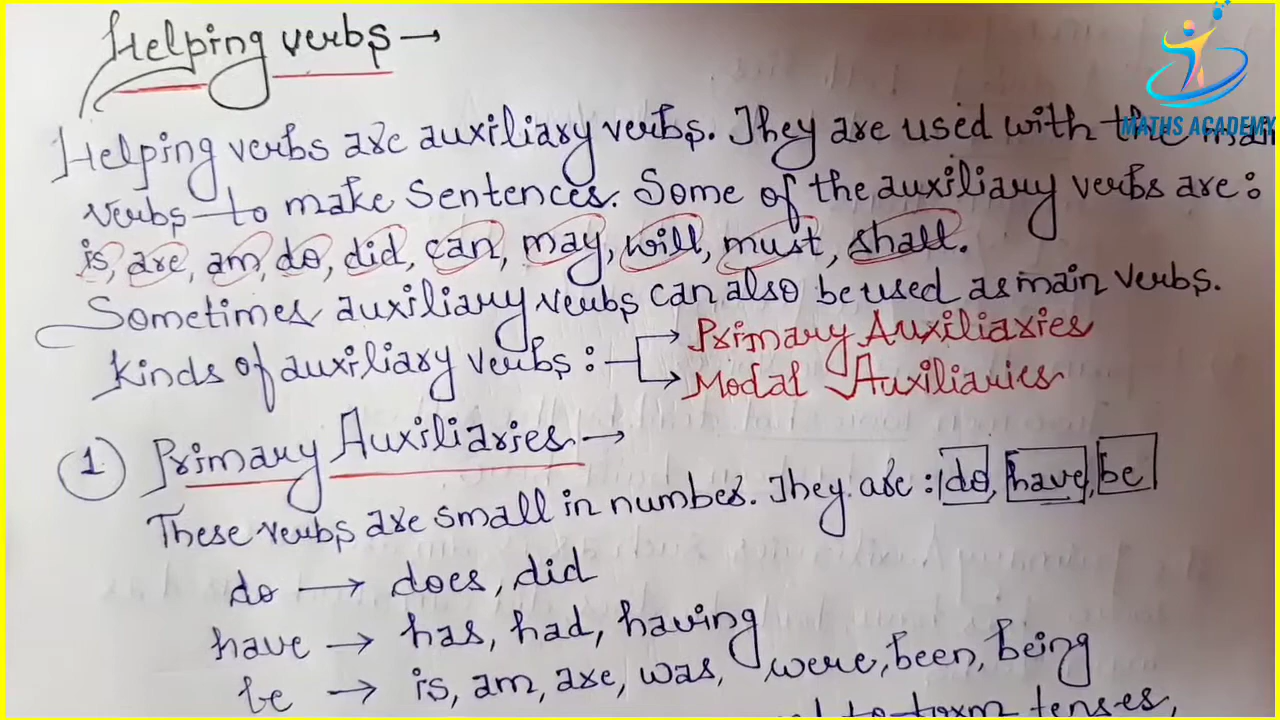 Helping verbs →
MATHS ACADEMY
Helping verbs are auxiliary verbs. They are used with the main
verbs to make sentences. Some of the auxiliary verbs are:
is, are, am, do, did, can, may, will, must, shall.
Sometimes auxiliary verbs can also be used as main verbs.
Kinds of auxiliary verbs: → Primary Auxiliaries
→ Modal Auxiliaries
1 Primary Auxiliaries →
These verbs are small in number. They are: do, have, be
do → does, did
have → has, had, having
be → is, am, are, was, were, been, being
to form tenses,